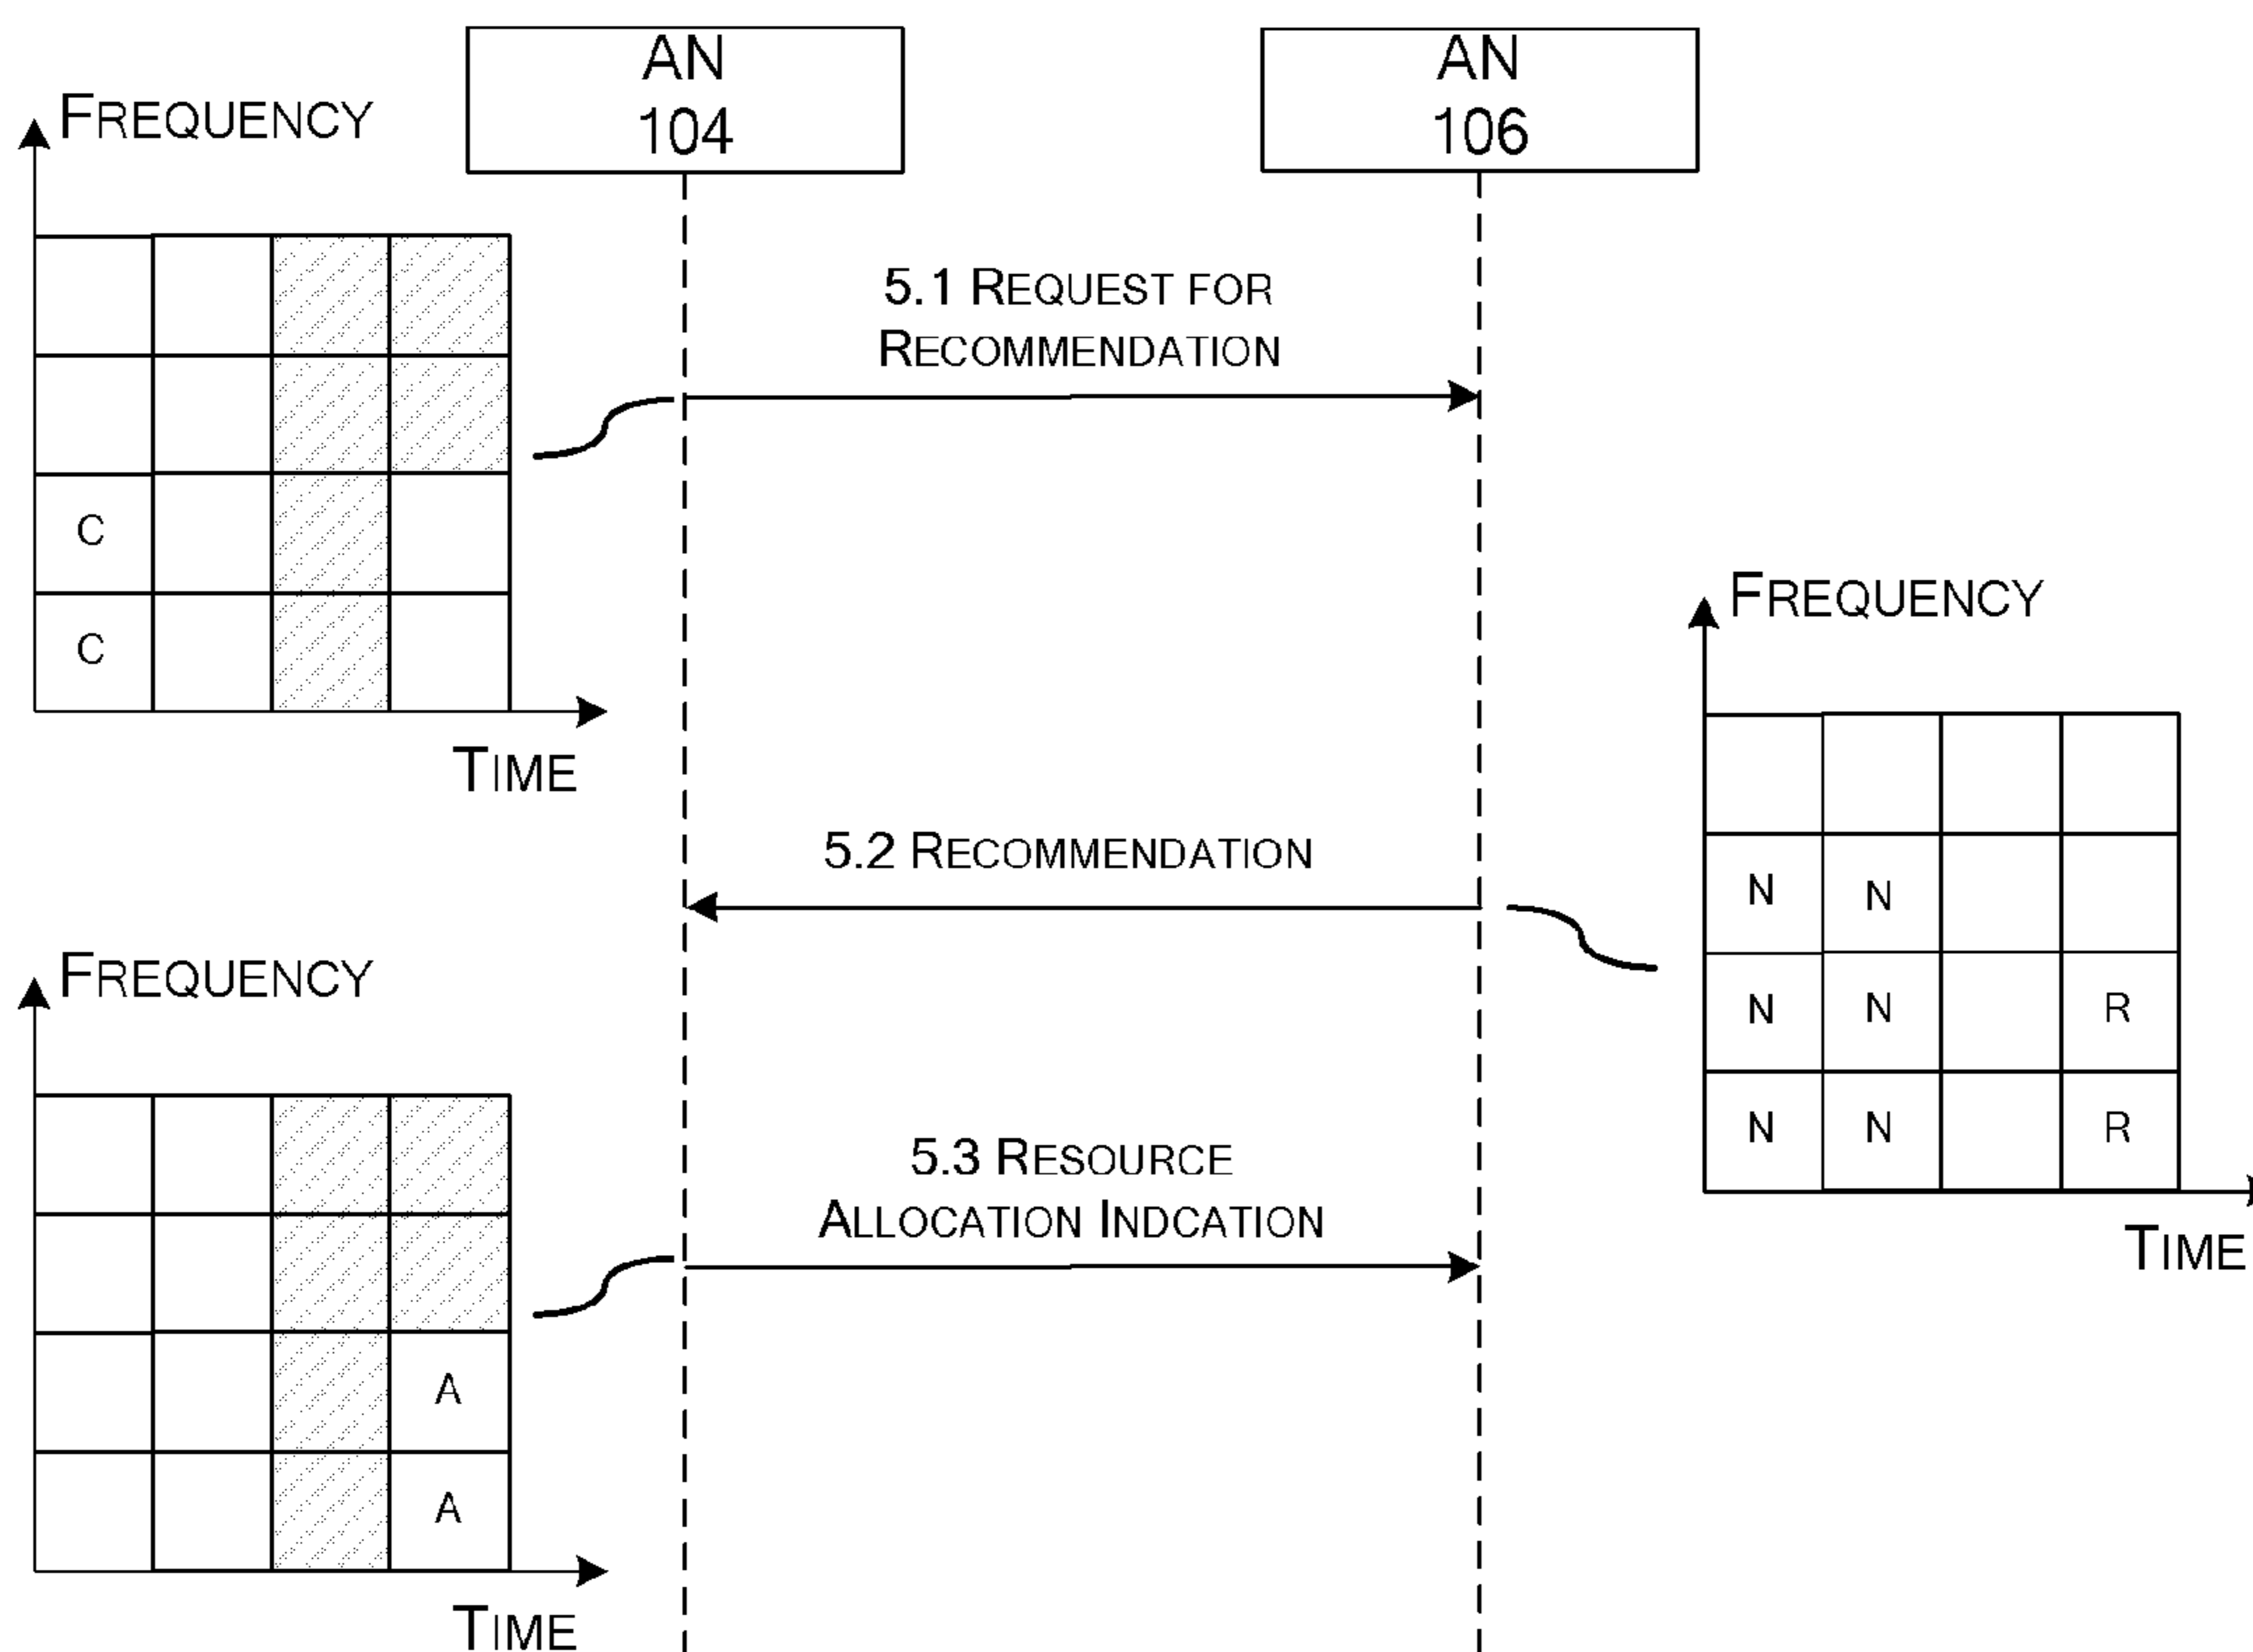 AN
104
AN
106
FREQUENCY
5.1 REQUEST FOR
RECOMMENDATION
C
C
TIME
FREQUENCY
5.2 RECOMMENDATION
N N
N N R
N N R
TIME
FREQUENCY
5.3 RESOURCE
ALLOCATION INDCATION
A
A
TIME